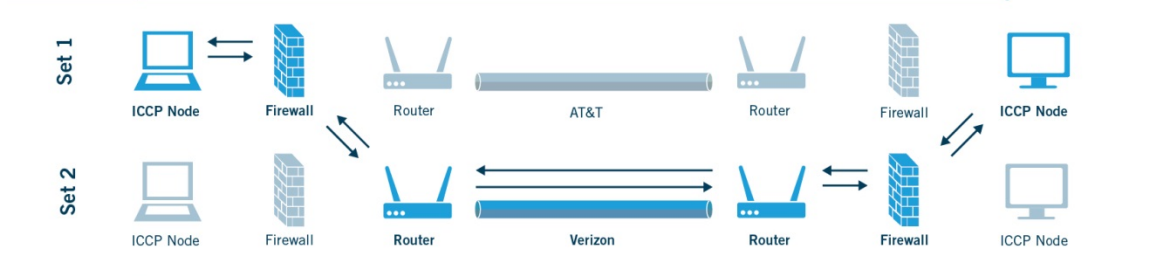 Set 1
ICCP Node Firewall Router AT&T Router Firewall ICCP Node
Set 2
ICCP Node Firewall Router Verizon Router Firewall ICCP Node